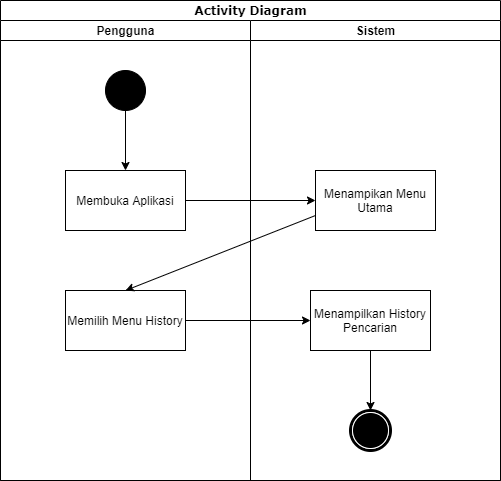 Activity Diagram
Pengguna
Sistem
Membuka Aplikasi
Menampikan Menu
Utama
Memilih Menu History
Menampilkan History
Pencarian